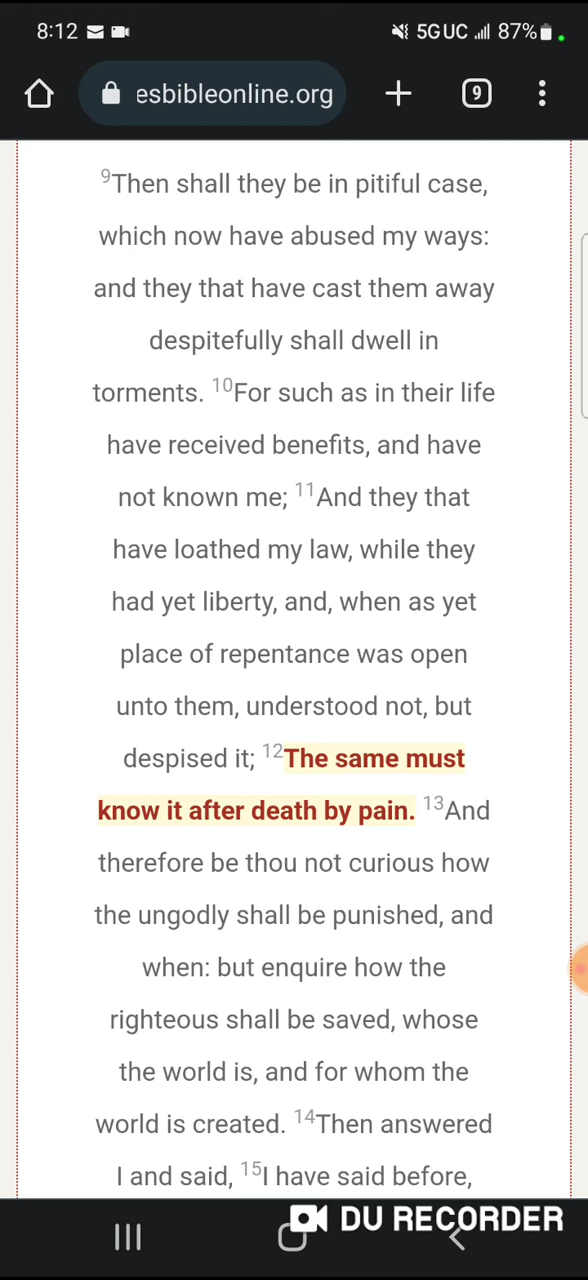 8:12 5GUC 87%
esbibleonline.org 9
9Then shall they be in pitiful case,
which now have abused my ways:
and they that have cast them away
despitefully shall dwell in
torments. 10For such as in their life
have received benefits, and have
not known me; 11And they that
have loathed my law, while they
had yet liberty, and, when as yet
place of repentance was open
unto them, understood not, but
despised it; 12The same must
know it after death by pain. 13And
therefore be thou not curious how
the ungodly shall be punished, and
when: but enquire how the
righteous shall be saved, whose
the world is, and for whom the
world is created. 14Then answered
I and said, 15I have said before,
DU RECORDER